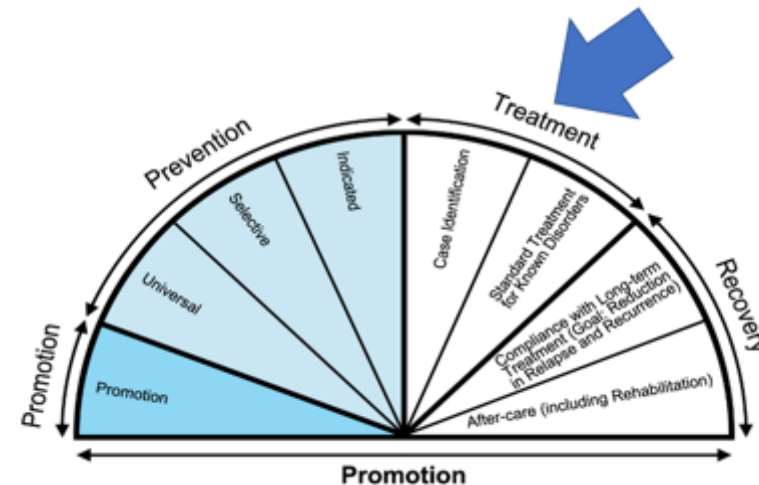 Promotion
Prevention
Treatment
Recovery
Promotion
Universal
Selective
Indicated
Case Identification
Standard Treatment
for Known Disorders
Compliance with Long-term
Treatment (Goal: Reduction
in Relapse and Recurrence)
After-care (including Rehabilitation)
Promotion